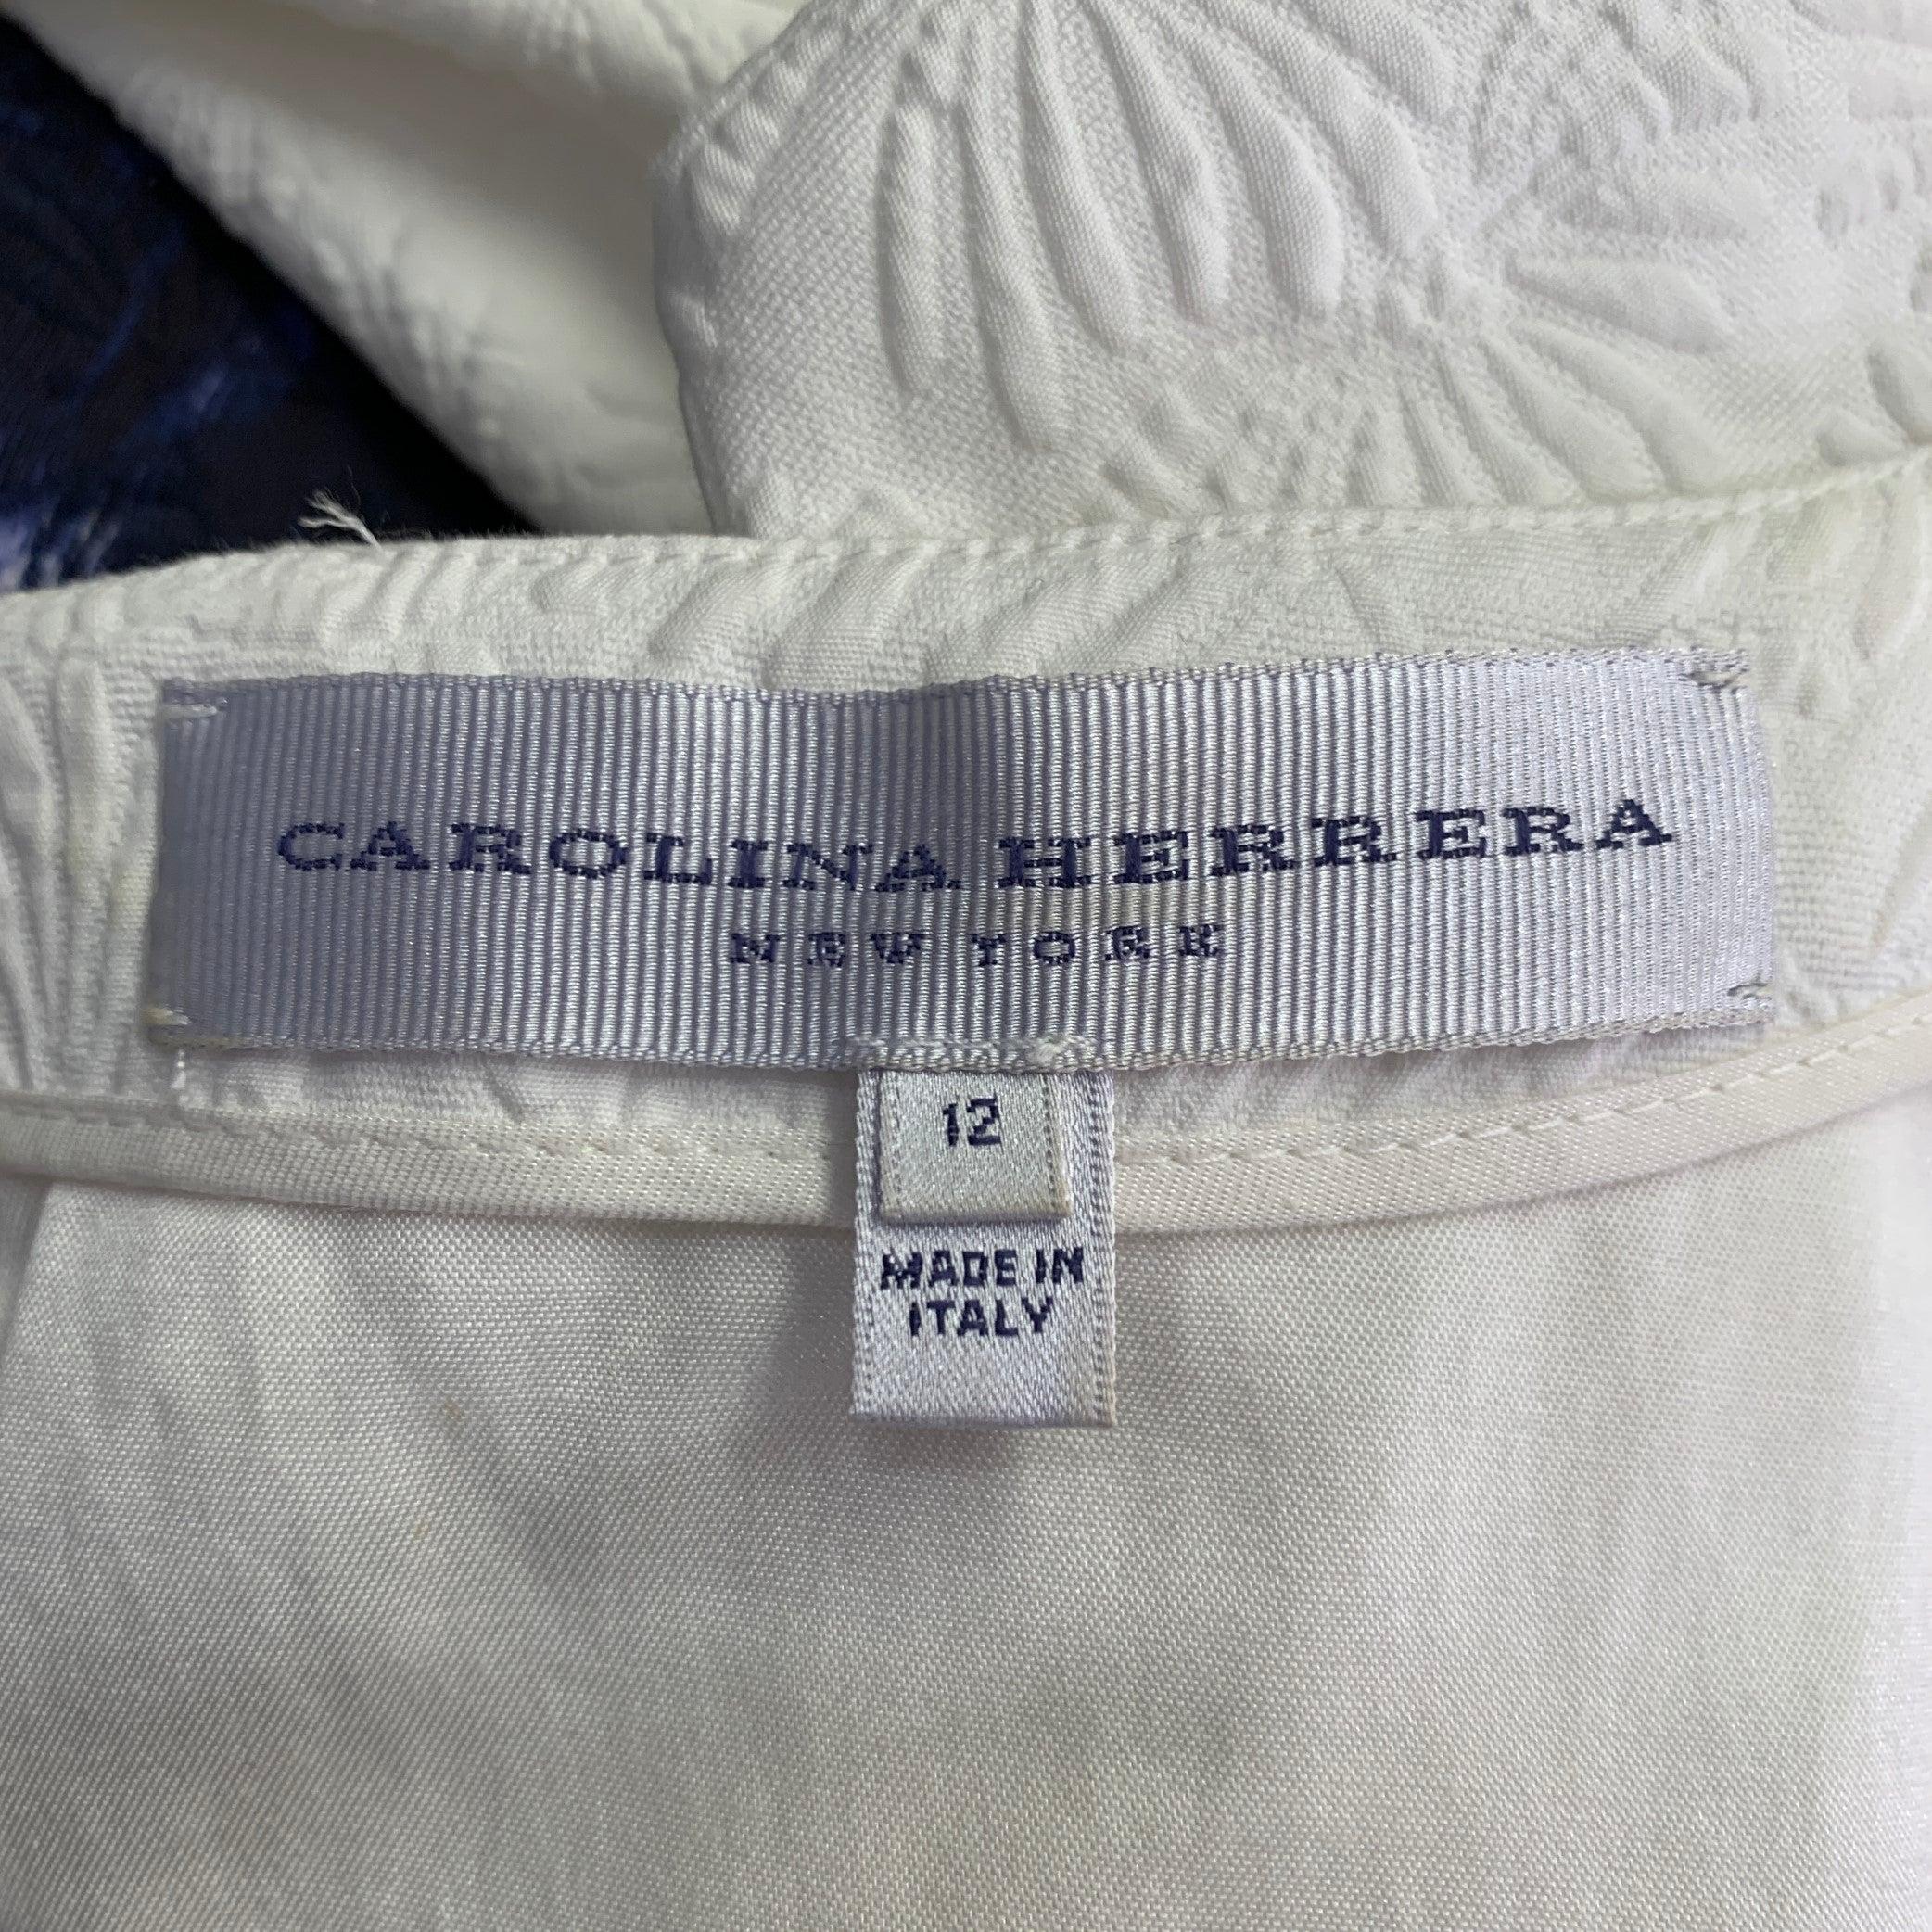 CAROLINA HERRERA
NEW YORK
12
MADE IN
ITALY